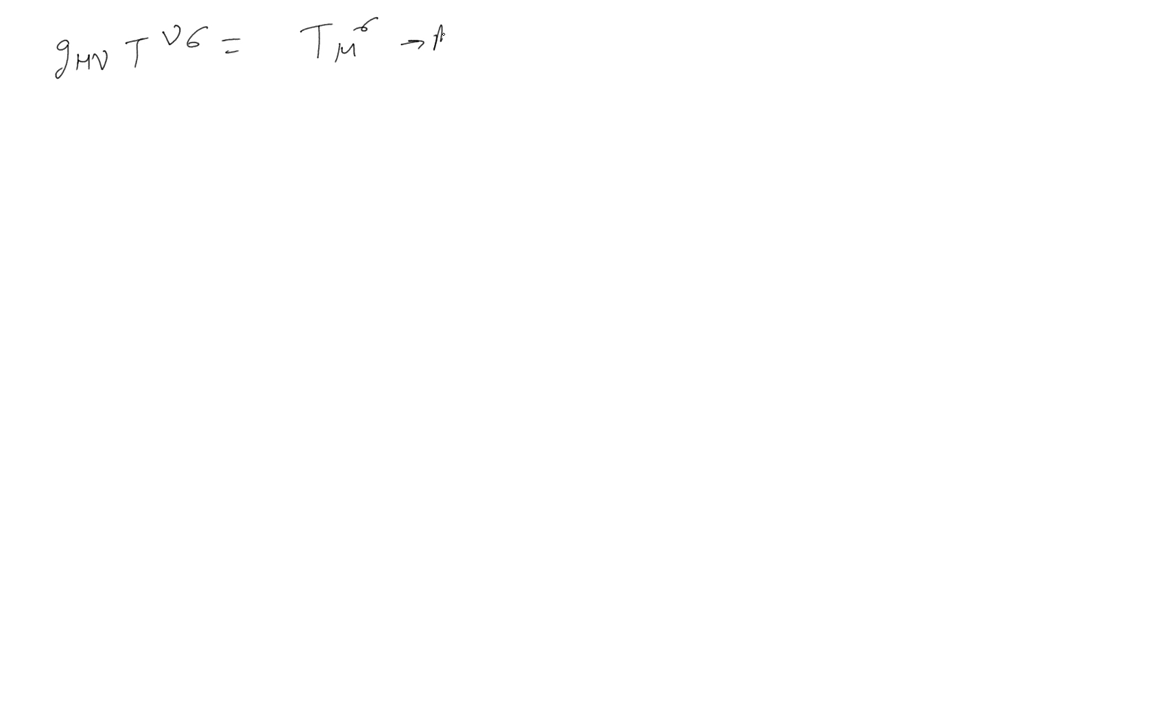 g_{μν} T^{νσ} = T_μ^σ →